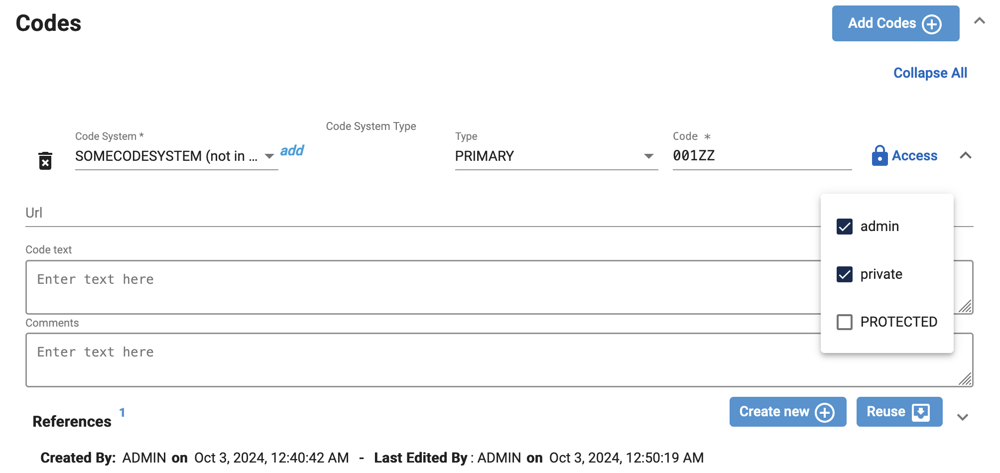 Codes
Add Codes
Collapse All
Code System *
SOMECODESYSTEM (not in ...
add
Code System Type
Type
PRIMARY
Code *
001ZZ
Access
admin
private
PROTECTED
Url
Code text
Enter text here
Comments
Enter text here
References 1
Create new
Reuse
Created By: ADMIN on Oct 3, 2024, 12:40:42 AM - Last Edited By : ADMIN on Oct 3, 2024, 12:50:19 AM